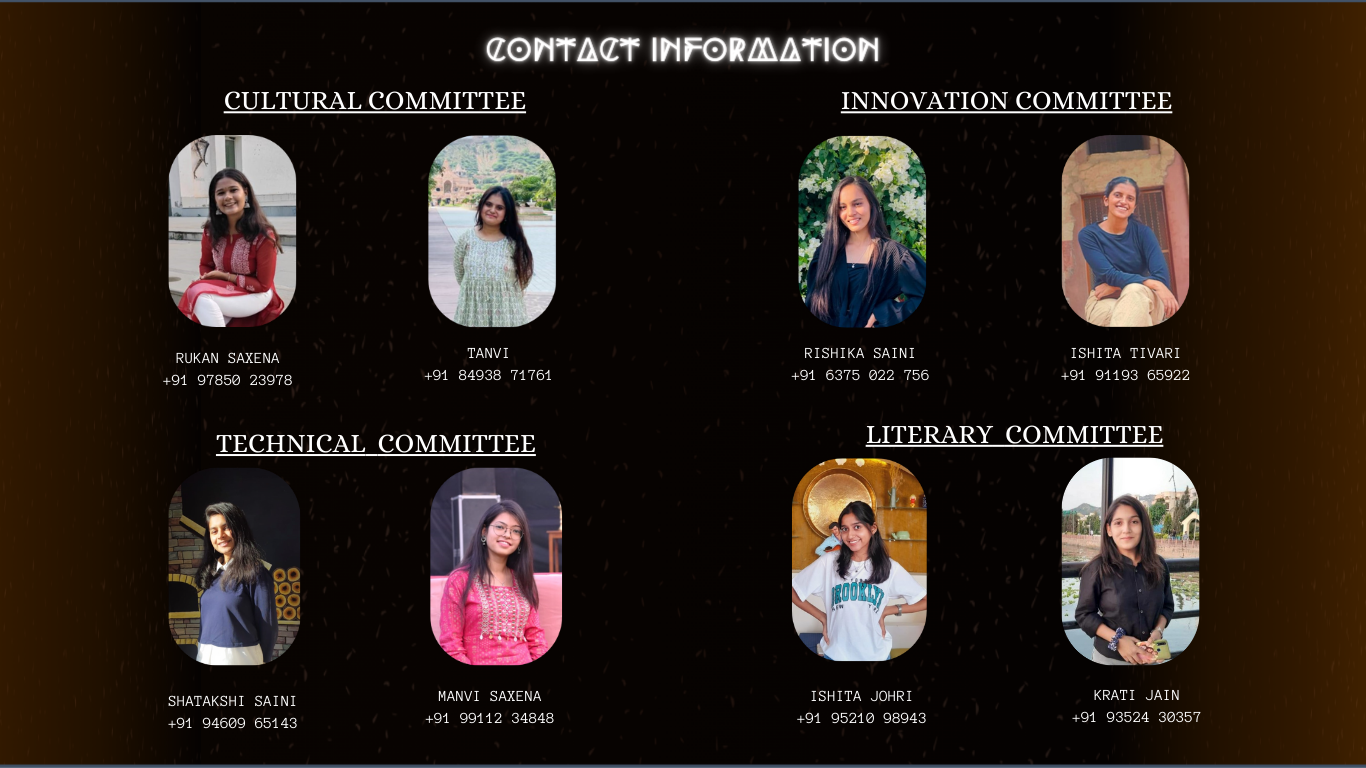 CONTACT INFORMATION
CULTURAL COMMITTEE
RUKAN SAXENA
+91 97850 23978
TANVI
+91 84938 71761
INNOVATION COMMITTEE
RISHIKA SAINI
+91 6375 022 756
ISHITA TIVARI
+91 91193 65922
TECHNICAL COMMITTEE
SHATAKSHI SAINI
+91 94609 65143
MANVI SAXENA
+91 99112 34848
LITERARY COMMITTEE
BROOKLYN
NEW
ISHITA JOHRI
+91 95210 98943
KRATI JAIN
+91 93524 30357